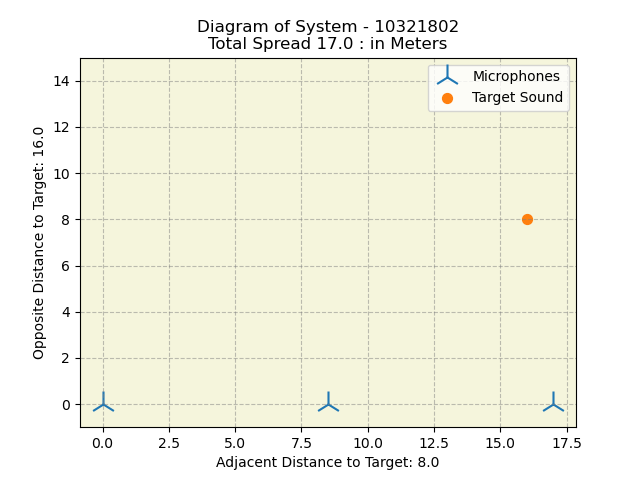 Diagram of System - 10321802
Total Spread 17.0 : in Meters
Microphones
Target Sound
Opposite Distance to Target: 16.0
14
12
10
8
6
4
2
0
0.0 2.5 5.0 7.5 10.0 12.5 15.0 17.5
Adjacent Distance to Target: 8.0